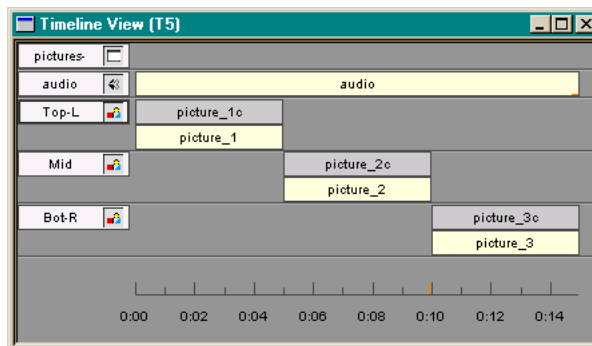 Timeline View (T5)
pictures-
audio audio
Top-L picture_1c
picture_1
Mid picture_2c
picture_2
Bot-R picture_3c
picture_3
0:00 0:02 0:04 0:06 0:08 0:10 0:12 0:14